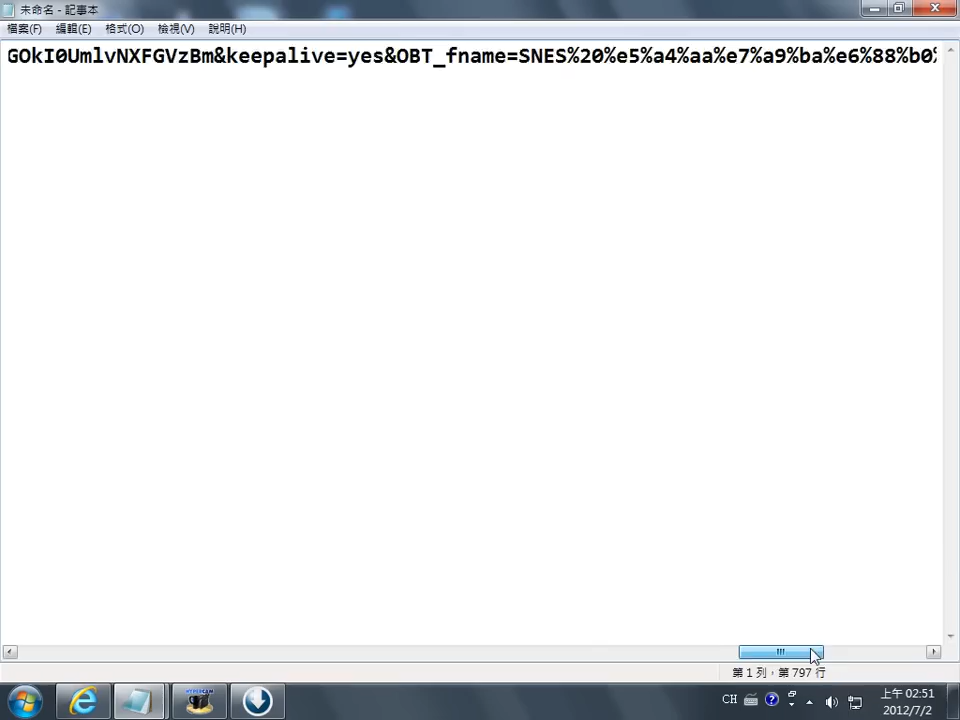 未命名 - 記事本
檔案(F) 編輯(E) 格式(O) 檢視(V) 說明(H)
GOkI0UmlvNXFGVzBm&keepalive=yes&OBT_fname=SNES%20%e5%a4%aa%e7%a9%ba%e6%88%b0%
第 1 列，第 797 行
HYPERCAM
CH
上午 02:51
2012/7/2